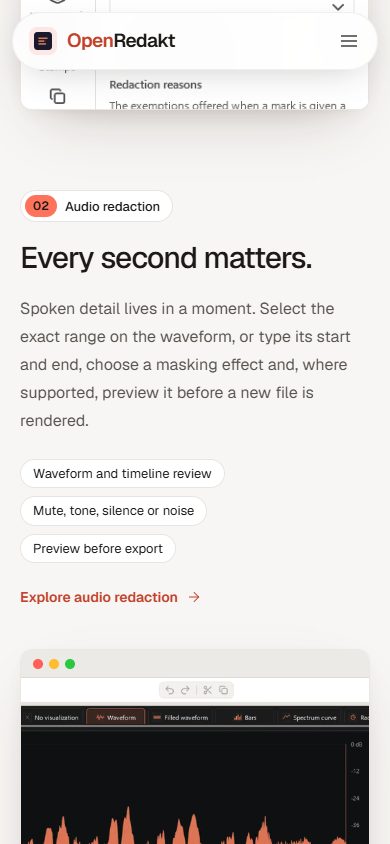 OpenRedakt
Redaction reasons
The exemptions offered when a mark is given a
02 Audio redaction
Every second matters.
Spoken detail lives in a moment. Select the
exact range on the waveform, or type its start
and end, choose a masking effect and, where
supported, preview it before a new file is
rendered.
Waveform and timeline review
Mute, tone, silence or noise
Preview before export
Explore audio redaction
No visualization Waveform Filled waveform Bars Spectrum curve
0 dB
-12
-24
-36